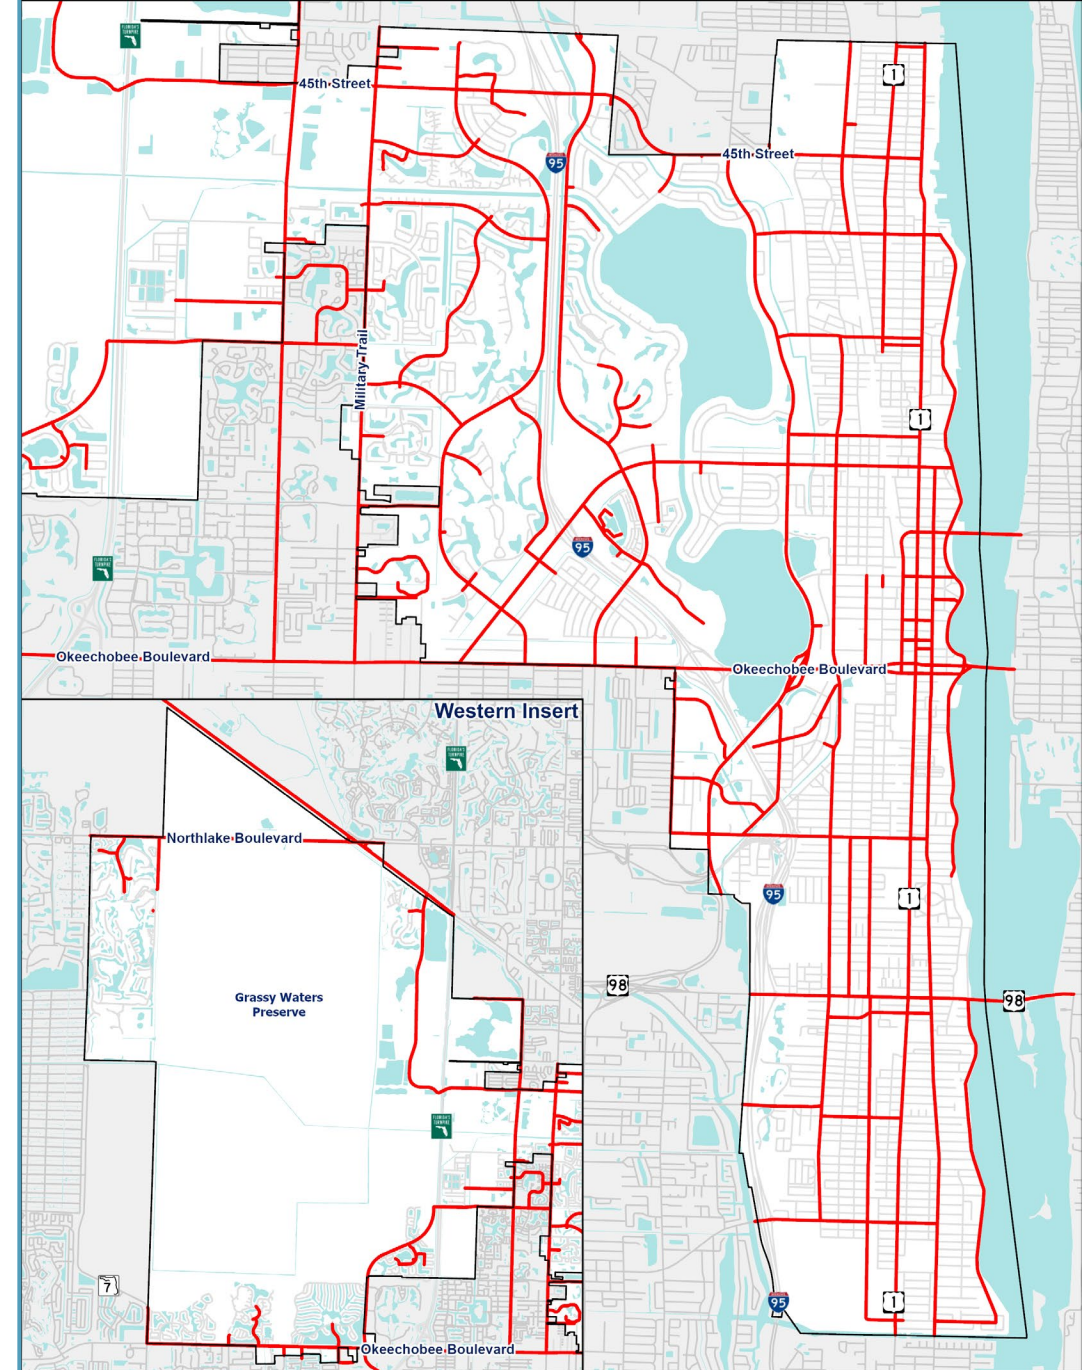 1
45th Street
45th Street
95
Military Trail
1
95
Okeechobee Boulevard
Okeechobee Boulevard
Western Insert
Northlake Boulevard
95
1
98
98
Grassy Waters
Preserve
7
95
1
Okeechobee Boulevard